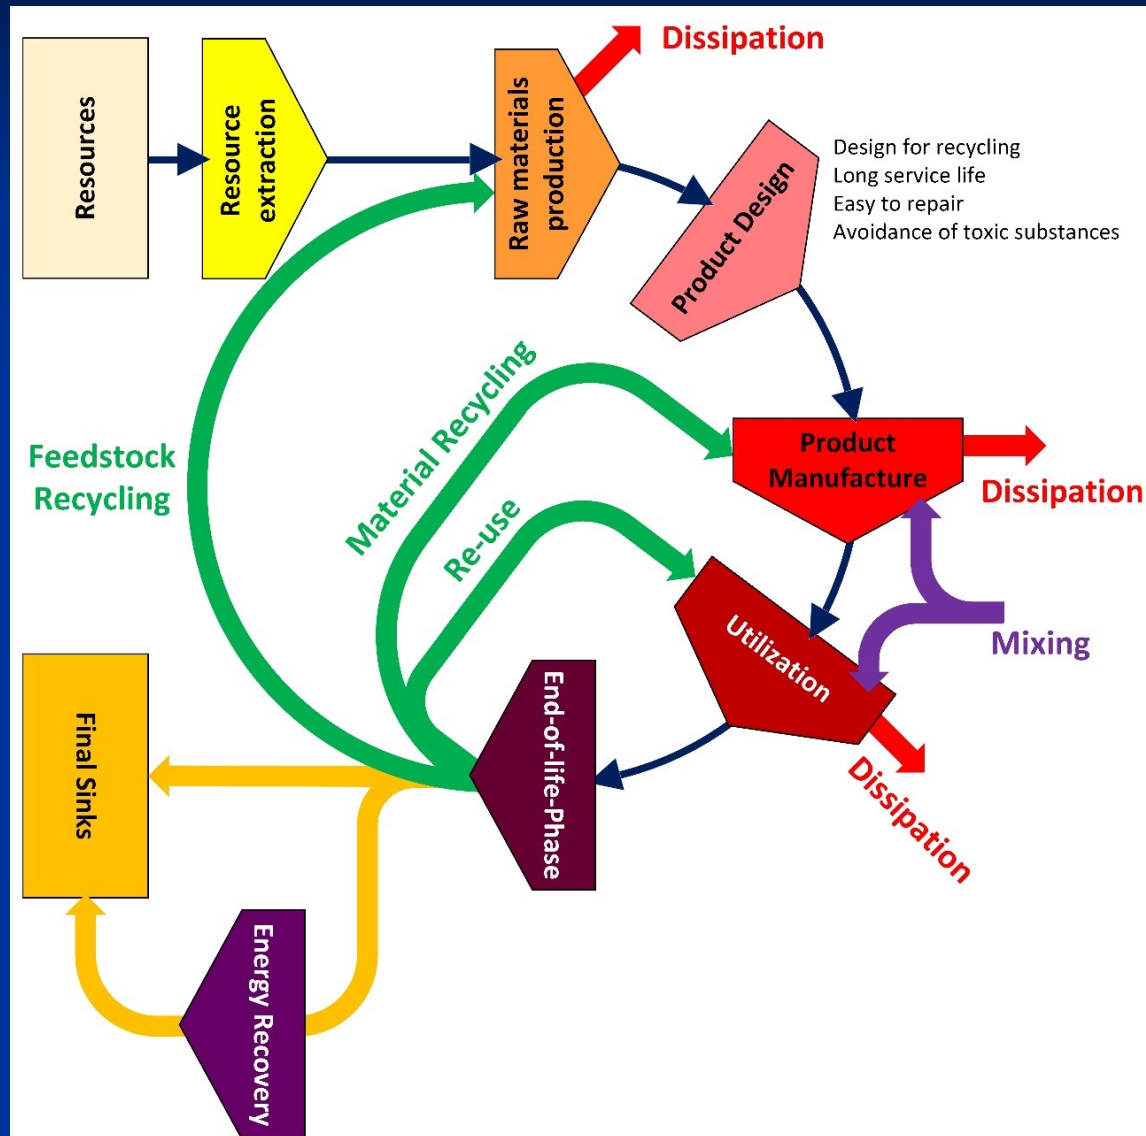 Resources
Resource
extraction
Raw materials
production
Dissipation
Product Design
Design for recycling
Long service life
Easy to repair
Avoidance of toxic substances
Feedstock
Recycling
Material Recycling
Re-use
Product
Manufacture
Dissipation
Mixing
Utilization
Dissipation
End-of-life-Phase
Final Sinks
Energy Recovery